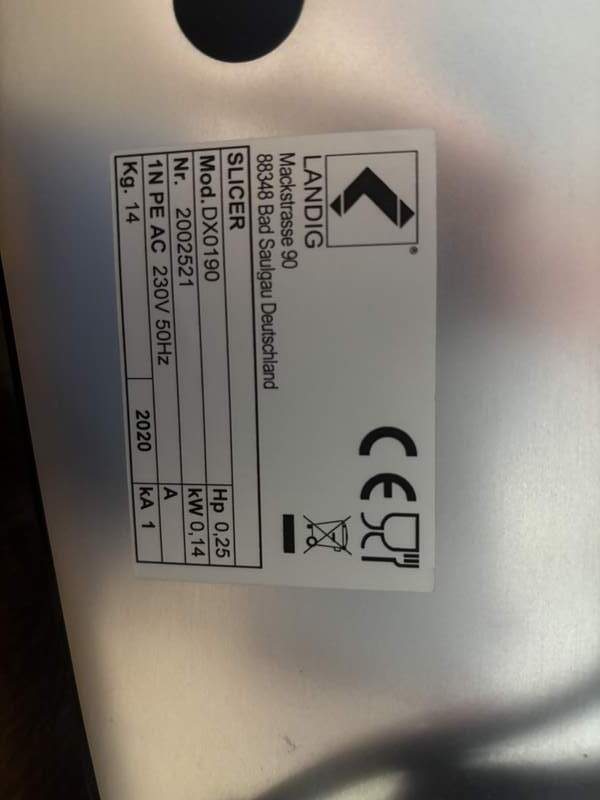 LANDIG
®
Mackstrasse 90
88348 Bad Saulgau Deutschland
CE
SLICER
Mod. DX0190 Hp 0,25
Nr. 2002521 kW 0,14
1N PE AC 230V 50Hz A
Kg. 14 2020 kA 1